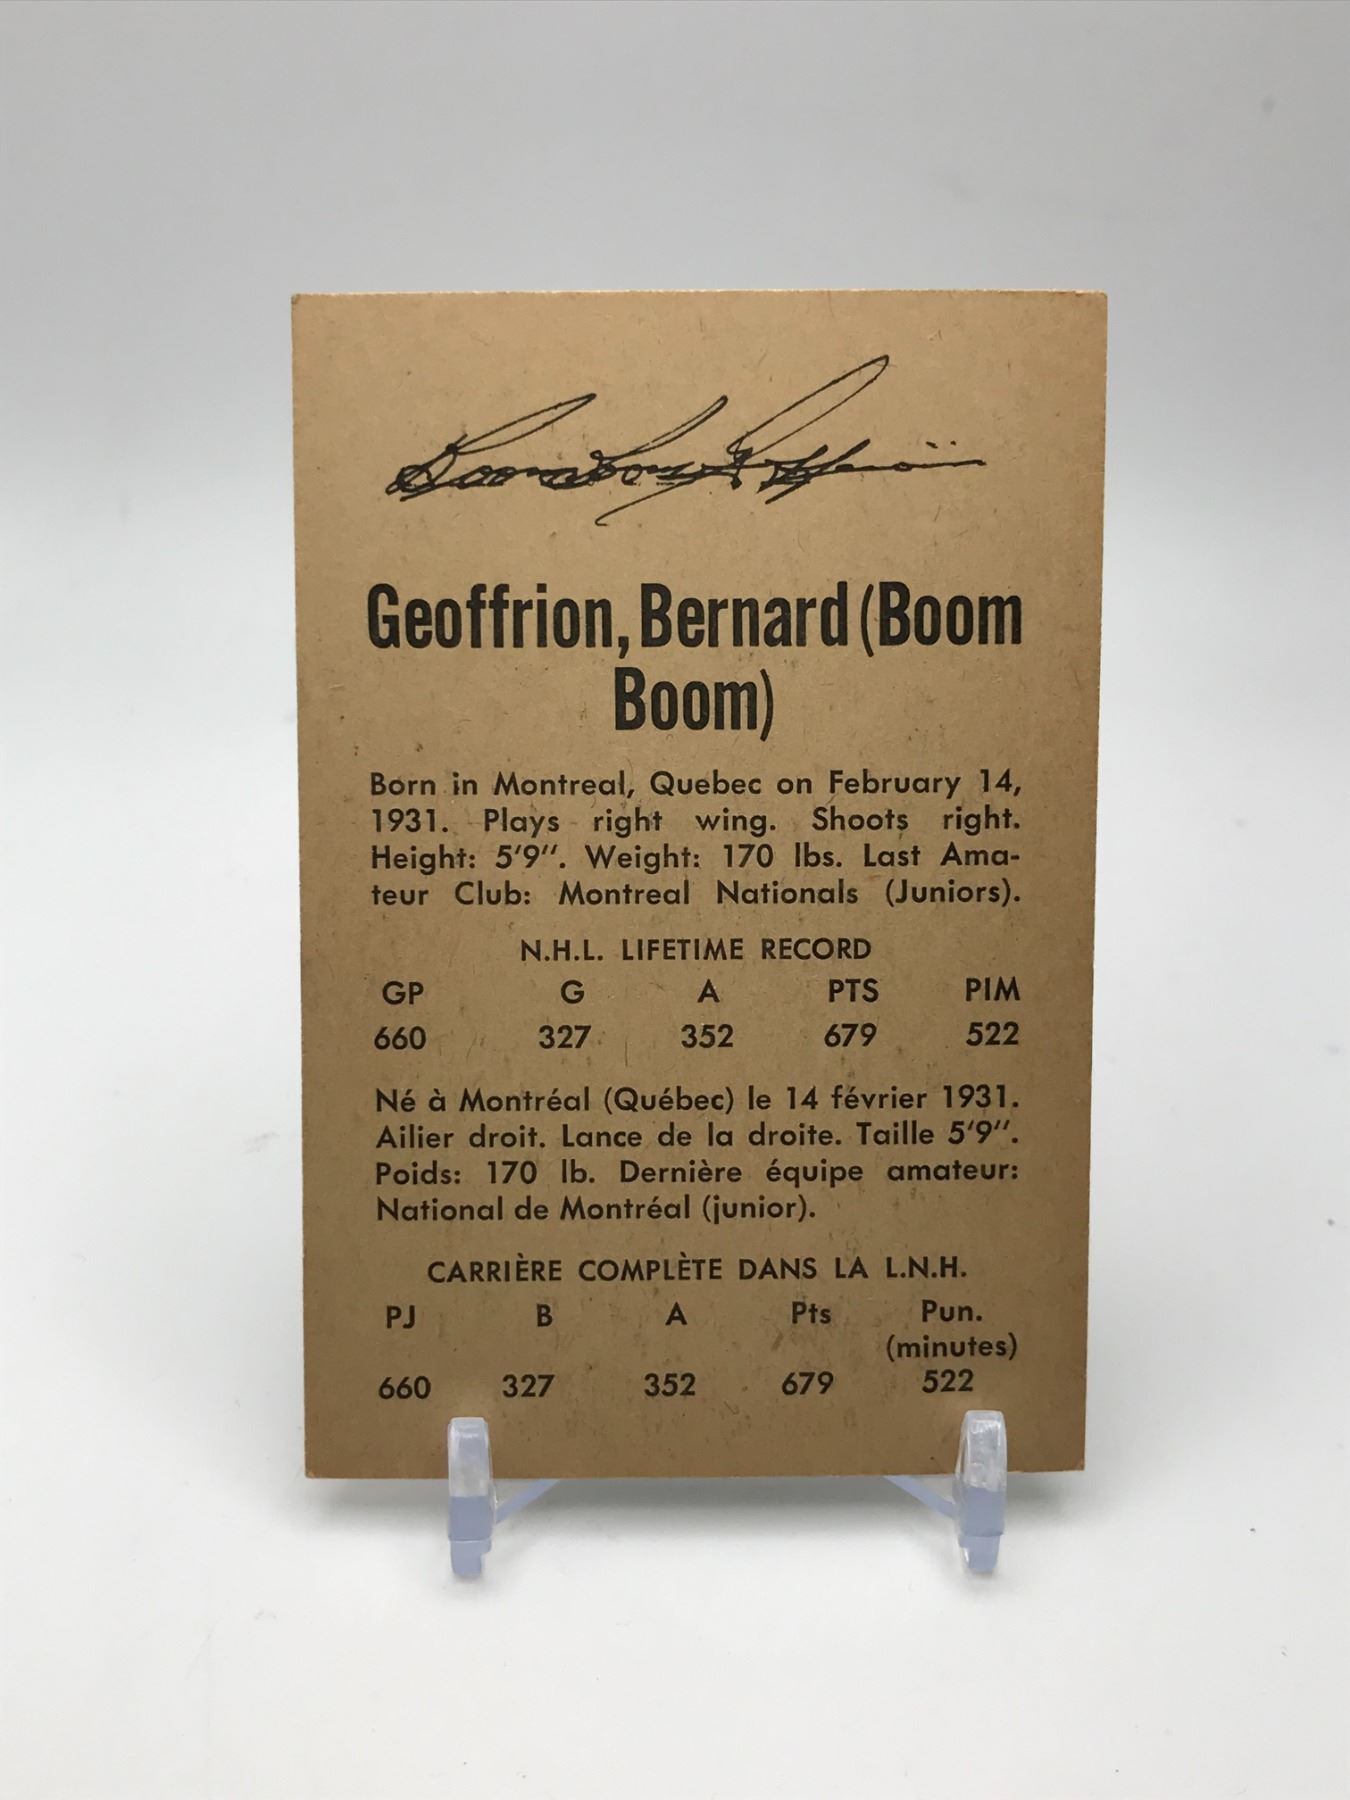 Boom Boom Geoffrion
Geoffrion, Bernard (Boom
Boom)
Born in Montreal, Quebec on February 14,
1931. Plays right wing. Shoots right.
Height: 5'9''. Weight: 170 lbs. Last Ama-
teur Club: Montreal Nationals (Juniors).
N.H.L. LIFETIME RECORD
GP G A PTS PIM
660 327 352 679 522
Né à Montréal (Québec) le 14 février 1931.
Ailier droit. Lance de la droite. Taille 5'9''.
Poids: 170 lb. Dernière équipe amateur:
National de Montréal (junior).
CARRIÈRE COMPLÈTE DANS LA L.N.H.
PJ B A Pts Pun.
(minutes)
660 327 352 679 522